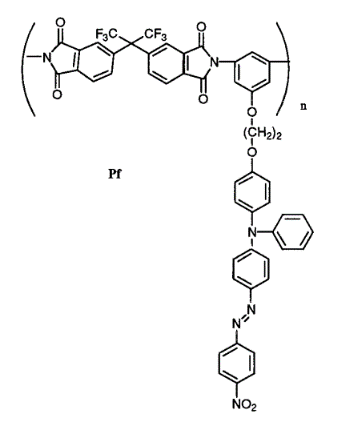 O O O O
F₃C CF₃
N N
O O O O
n
O
(CH₂)₂
O
Pf
N
N
N
NO₂